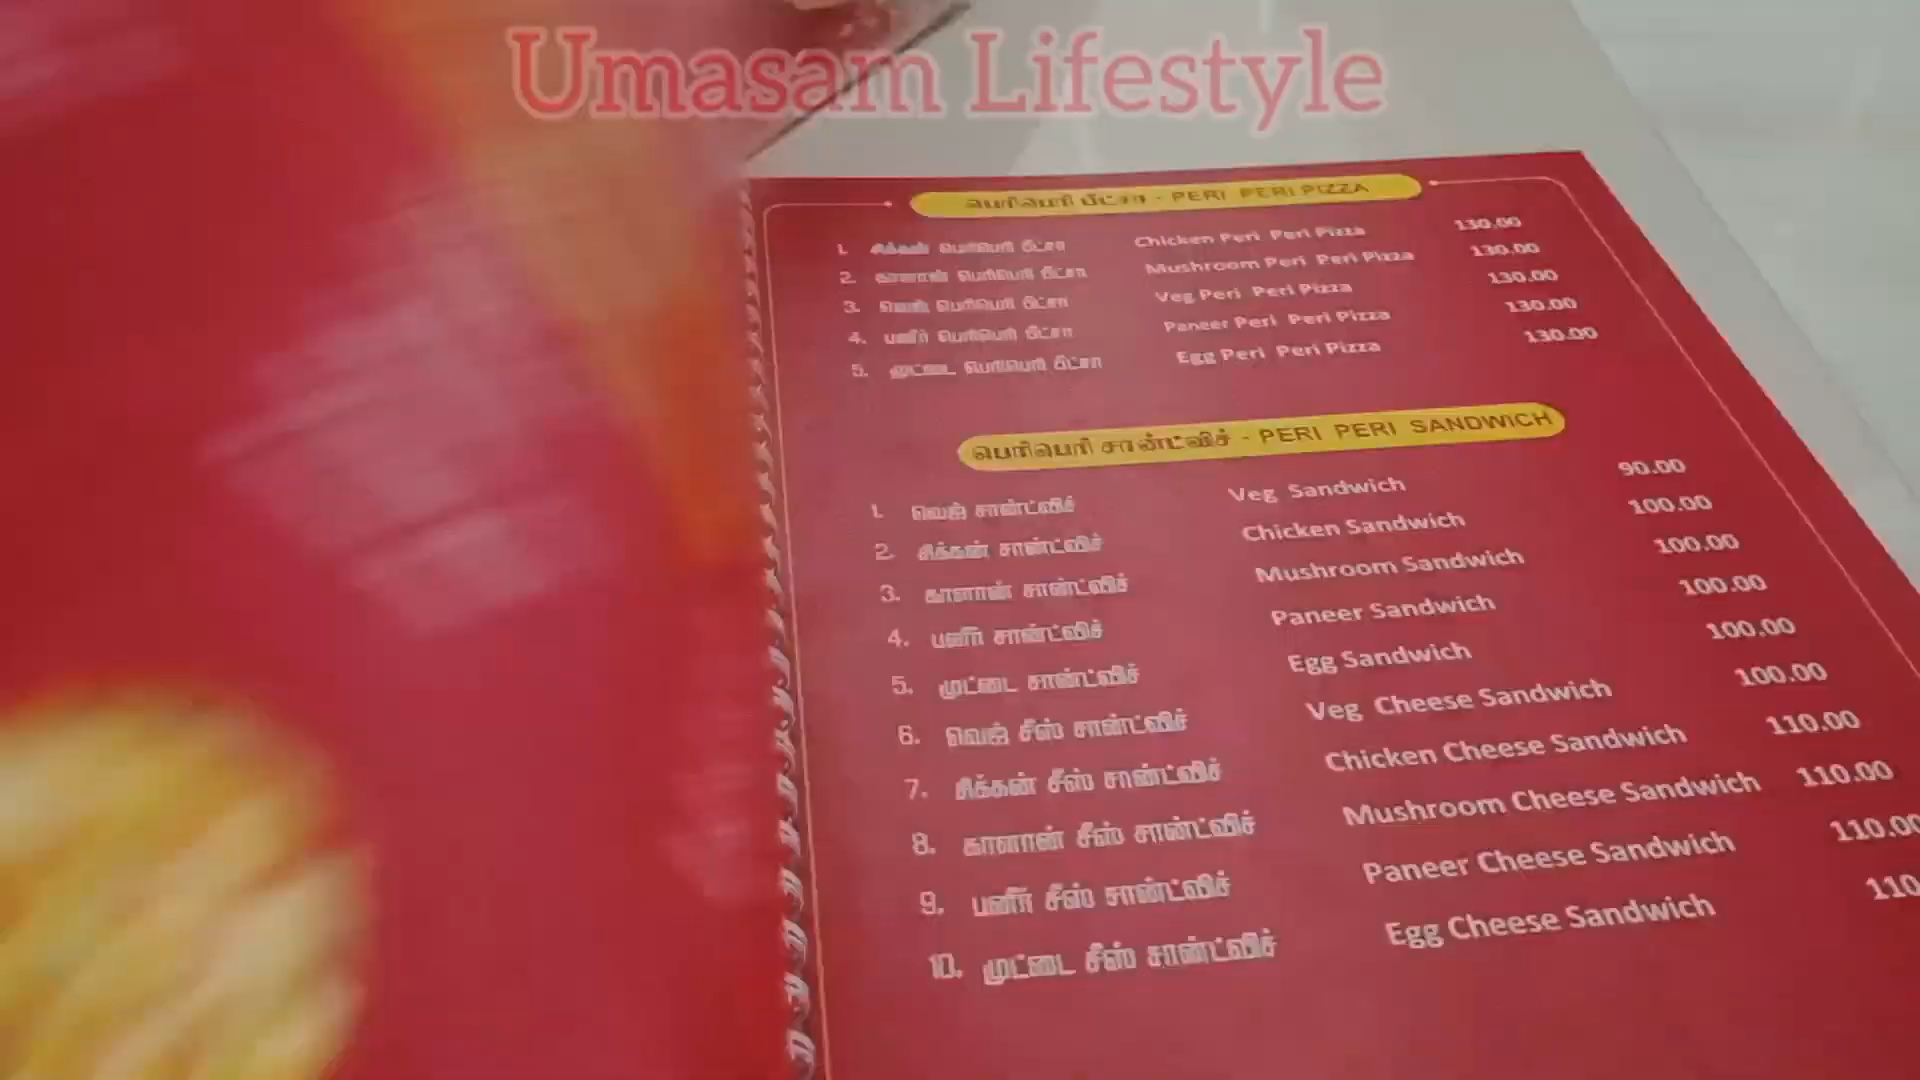 Umasam Lifestyle
பெரிபெரி பீட்சா - PERI PERI PIZZA
1. சிக்கன் பெரிபெரி பீட்சா Chicken Peri Peri Pizza 130.00
2. காளான் பெரிபெரி பீட்சா Mushroom Peri Peri Pizza 130.00
3. வெஜ் பெரிபெரி பீட்சா Veg Peri Peri Pizza 130.00
4. பனீர் பெரிபெரி பீட்சா Paneer Peri Peri Pizza 130.00
5. முட்டை பெரிபெரி பீட்சா Egg Peri Peri Pizza 130.00
பெரிபெரி சான்ட்விச் - PERI PERI SANDWICH
1. வெஜ் சான்ட்விச் Veg Sandwich 90.00
2. சிக்கன் சான்ட்விச் Chicken Sandwich 100.00
3. காளான் சான்ட்விச் Mushroom Sandwich 100.00
4. பனீர் சான்ட்விச் Paneer Sandwich 100.00
5. முட்டை சான்ட்விச் Egg Sandwich 100.00
6. வெஜ் சீஸ் சான்ட்விச் Veg Cheese Sandwich 100.00
7. சிக்கன் சீஸ் சான்ட்விச் Chicken Cheese Sandwich 110.00
8. காளான் சீஸ் சான்ட்விச் Mushroom Cheese Sandwich 110.00
9. பனீர் சீஸ் சான்ட்விச் Paneer Cheese Sandwich 110.00
10. முட்டை சீஸ் சான்ட்விச் Egg Cheese Sandwich 110